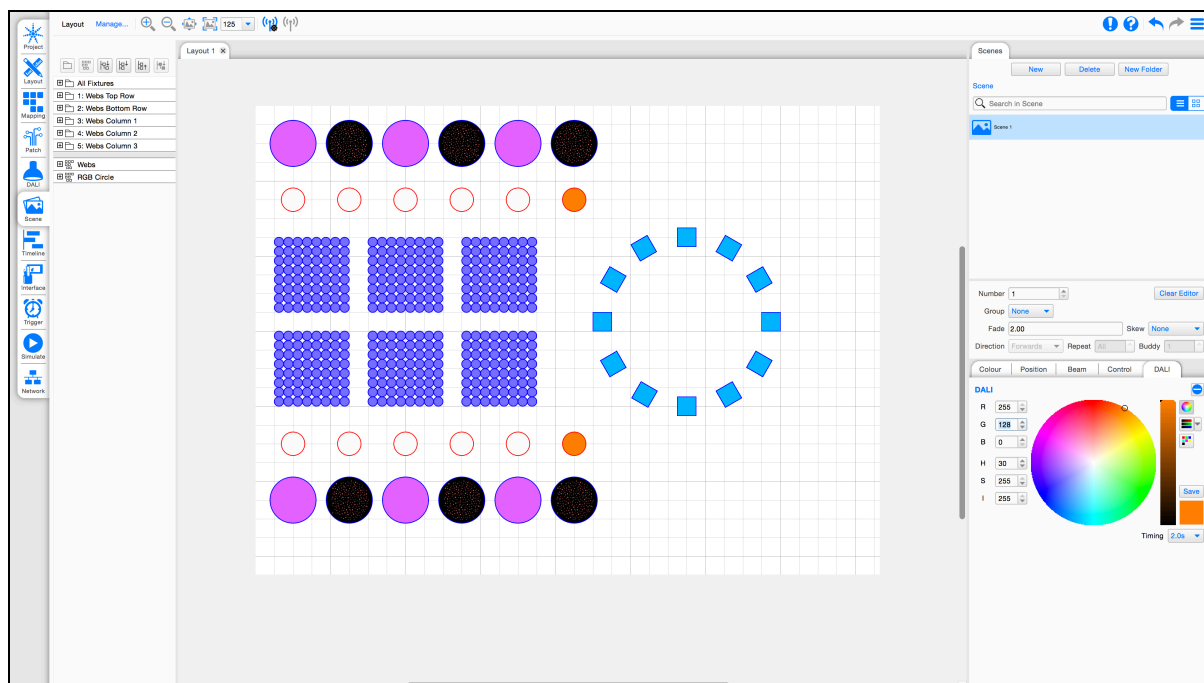 Layout Manage... 125
Project
Layout
Mapping
Patch
DALI
Scene
Timeline
Interface
Trigger
Simulate
Network
All Fixtures
1: Webs Top Row
2: Webs Bottom Row
3: Webs Column 1
4: Webs Column 2
5: Webs Column 3
Webs
RGB Circle
Layout 1
Scenes
New Delete New Folder
Scene
Search in Scene
Scene 1
Number 1 Clear Editor
Group None
Fade 2.00 Skew None
Direction Forwards Repeat All Buddy 1
Colour Position Beam Control DALI
DALI
R 255
G 128
B 0
H 30
S 255
I 255
Save
Timing 2.0s